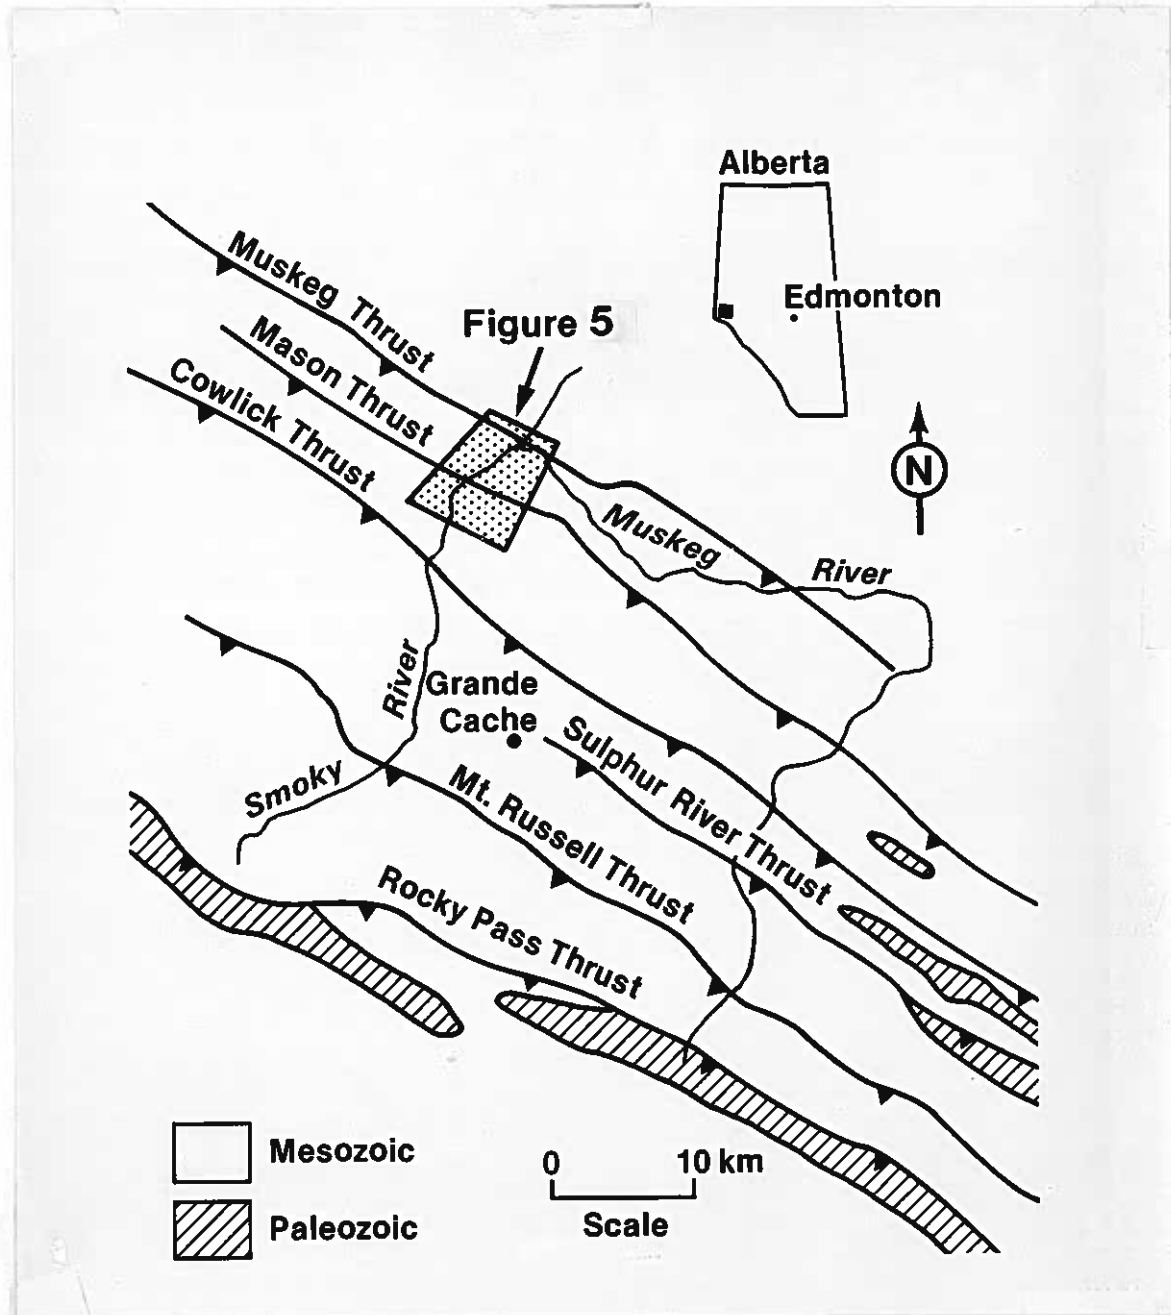 Alberta
Edmonton
Muskeg Thrust
Figure 5
Mason Thrust
Cowlick Thrust
N
Muskeg
River
River
Grande
Cache
Smoky
Sulphur River Thrust
Mt. Russell Thrust
Rocky Pass Thrust
Mesozoic
Paleozoic
0 10 km
Scale